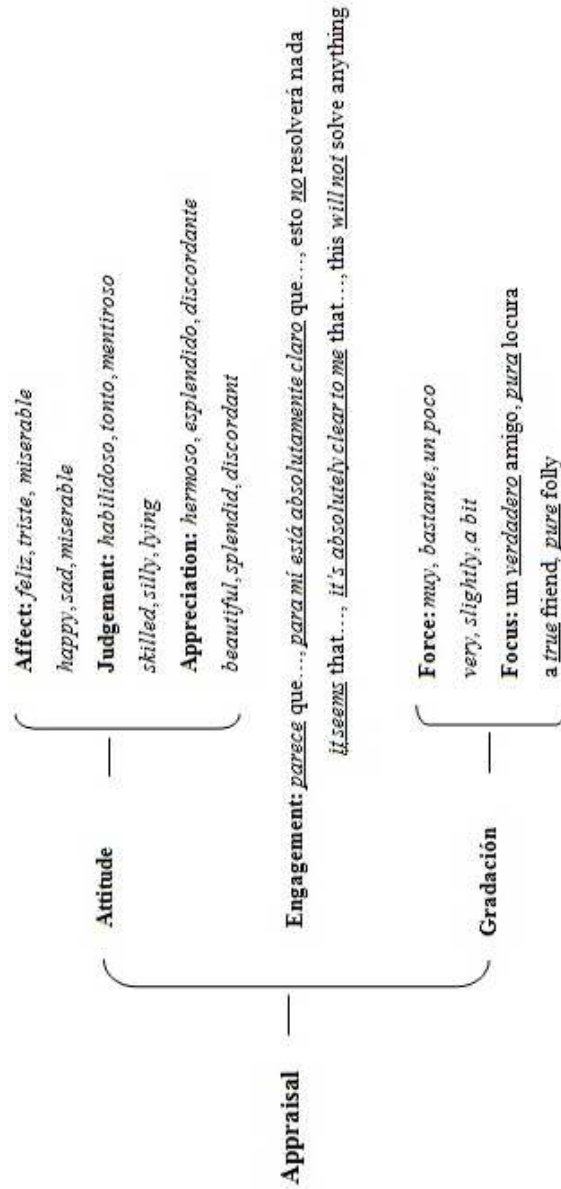 Appraisal
Attitude
Affect: feliz, triste, miserable
happy, sad, miserable
Judgement: habilidoso, tonto, mentiroso
skilled, silly, lying
Appreciation: hermoso, esplendido, discordante
beautiful, splendid, discordant
Engagement: parece que…, para mí está absolutamente claro que…, esto no resolverá nada
it seems that…, it's absolutely clear to me that…, this will not solve anything
Gradación
Force: muy, bastante, un poco
very, slightly, a bit
Focus: un verdadero amigo, pura locura
a true friend, pure folly